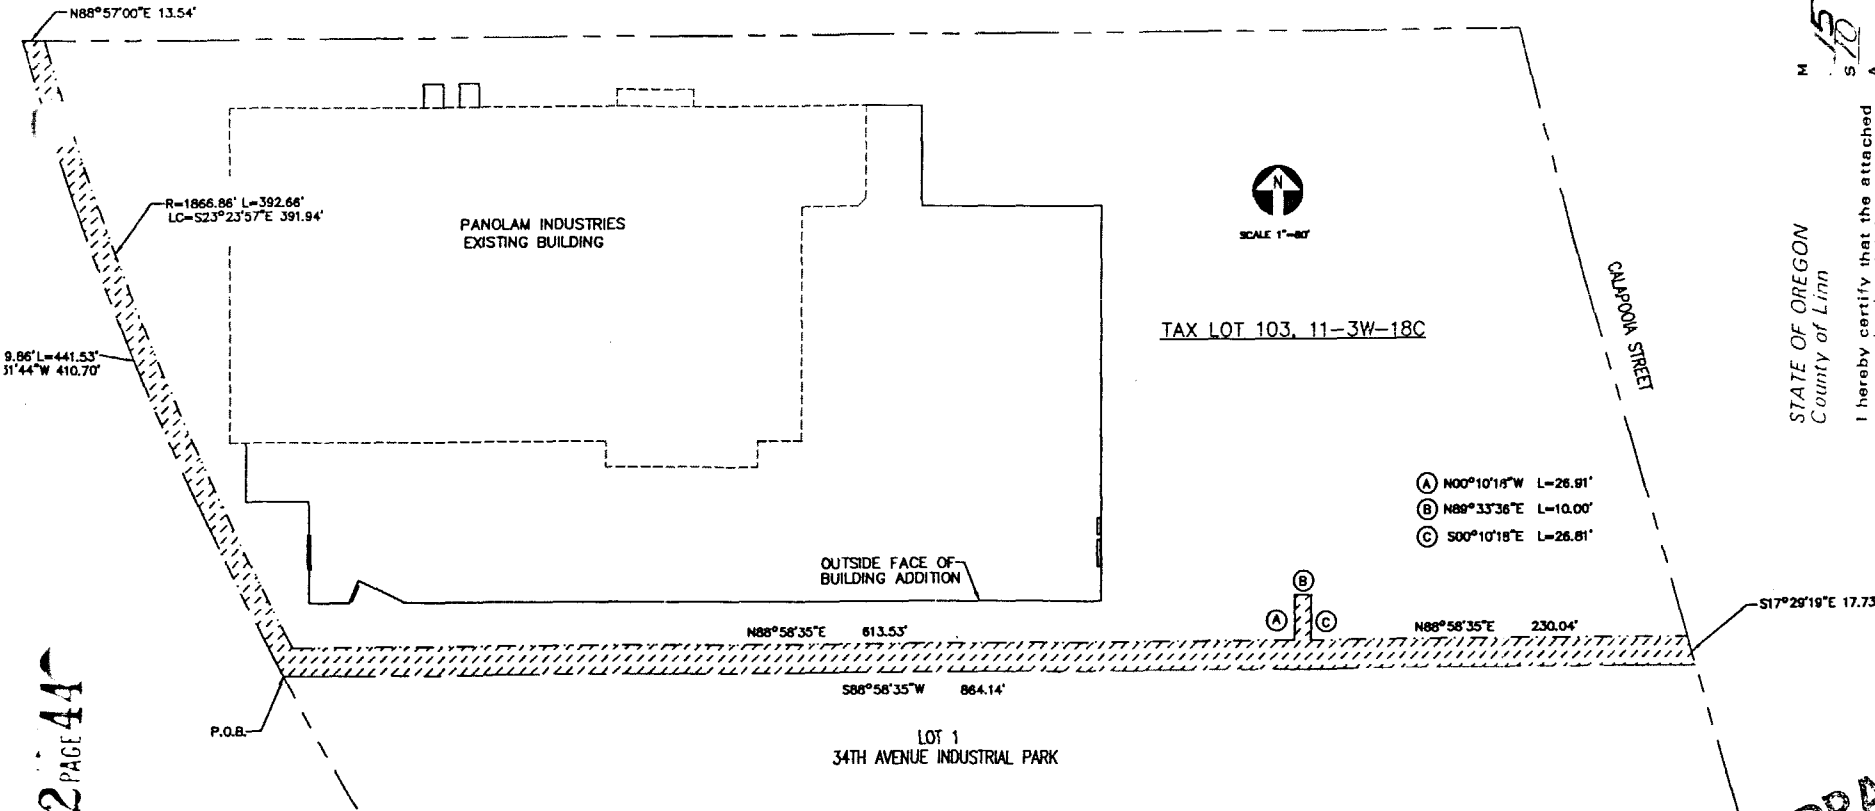 N88°57'00"E 13.54'
R=1866.86' L=392.66'
LC=S23°23'57"E 391.94'
9.86' L=441.53'
31'44"W 410.70'
PANOLAM INDUSTRIES
EXISTING BUILDING
N
SCALE 1"=80'
TAX LOT 103, 11-3W-18C
CALAPOOIA STREET
A N00°10'18"W L=26.91'
B N89°33'36"E L=10.00'
C S00°10'18"E L=26.81'
OUTSIDE FACE OF
BUILDING ADDITION
B
A
C
N88°58'35"E 613.53'
N88°58'35"E 230.04'
S17°29'19"E 17.73
S88°58'35"W 864.14'
P.O.B.
LOT 1
34TH AVENUE INDUSTRIAL PARK
2 PAGE 44
M 15
S 10
STATE OF OREGON
County of Linn
I hereby certify that the attached